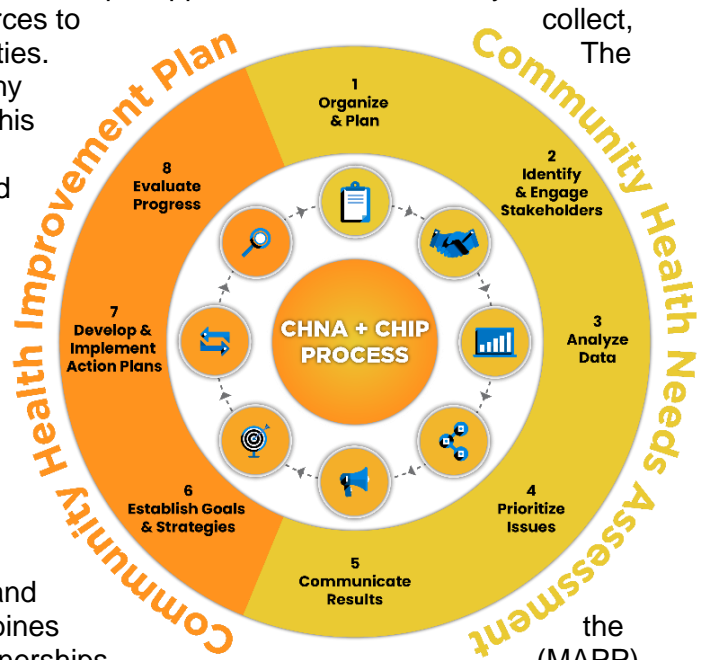 rces to
collect,
ties.
The
ny
his
d
Community Health Improvement Plan
Community Health Needs Assessment
1
Organize
& Plan
2
Identify
& Engage
Stakeholders
3
Analyze
Data
4
Prioritize
Issues
5
Communicate
Results
6
Establish Goals
& Strategies
7
Develop &
Implement
Action Plans
8
Evaluate
Progress
CHNA + CHIP
PROCESS
and
the
bines